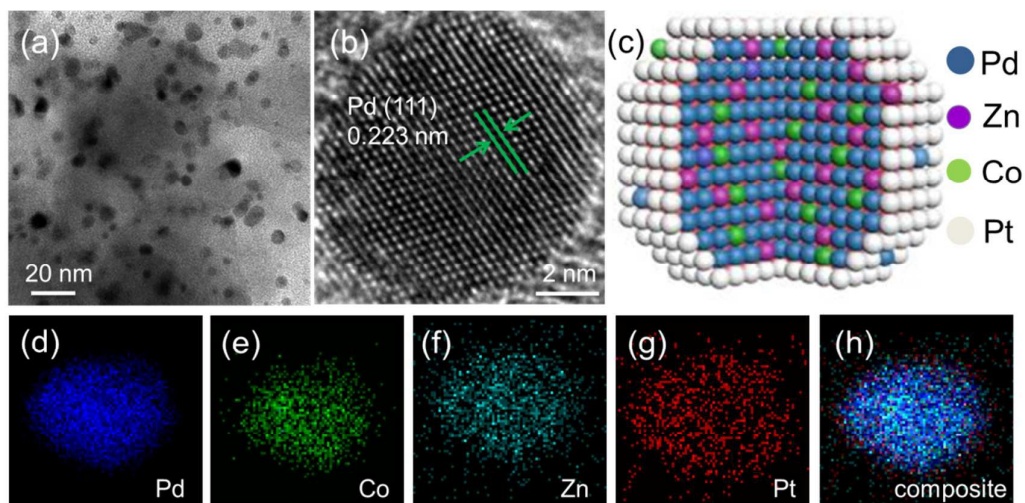 (a)
20 nm
(b)
Pd (111)
0.223 nm
2 nm
(c)
Pd
Zn
Co
Pt
(d)
Pd
(e)
Co
(f)
Zn
(g)
Pt
(h)
composite